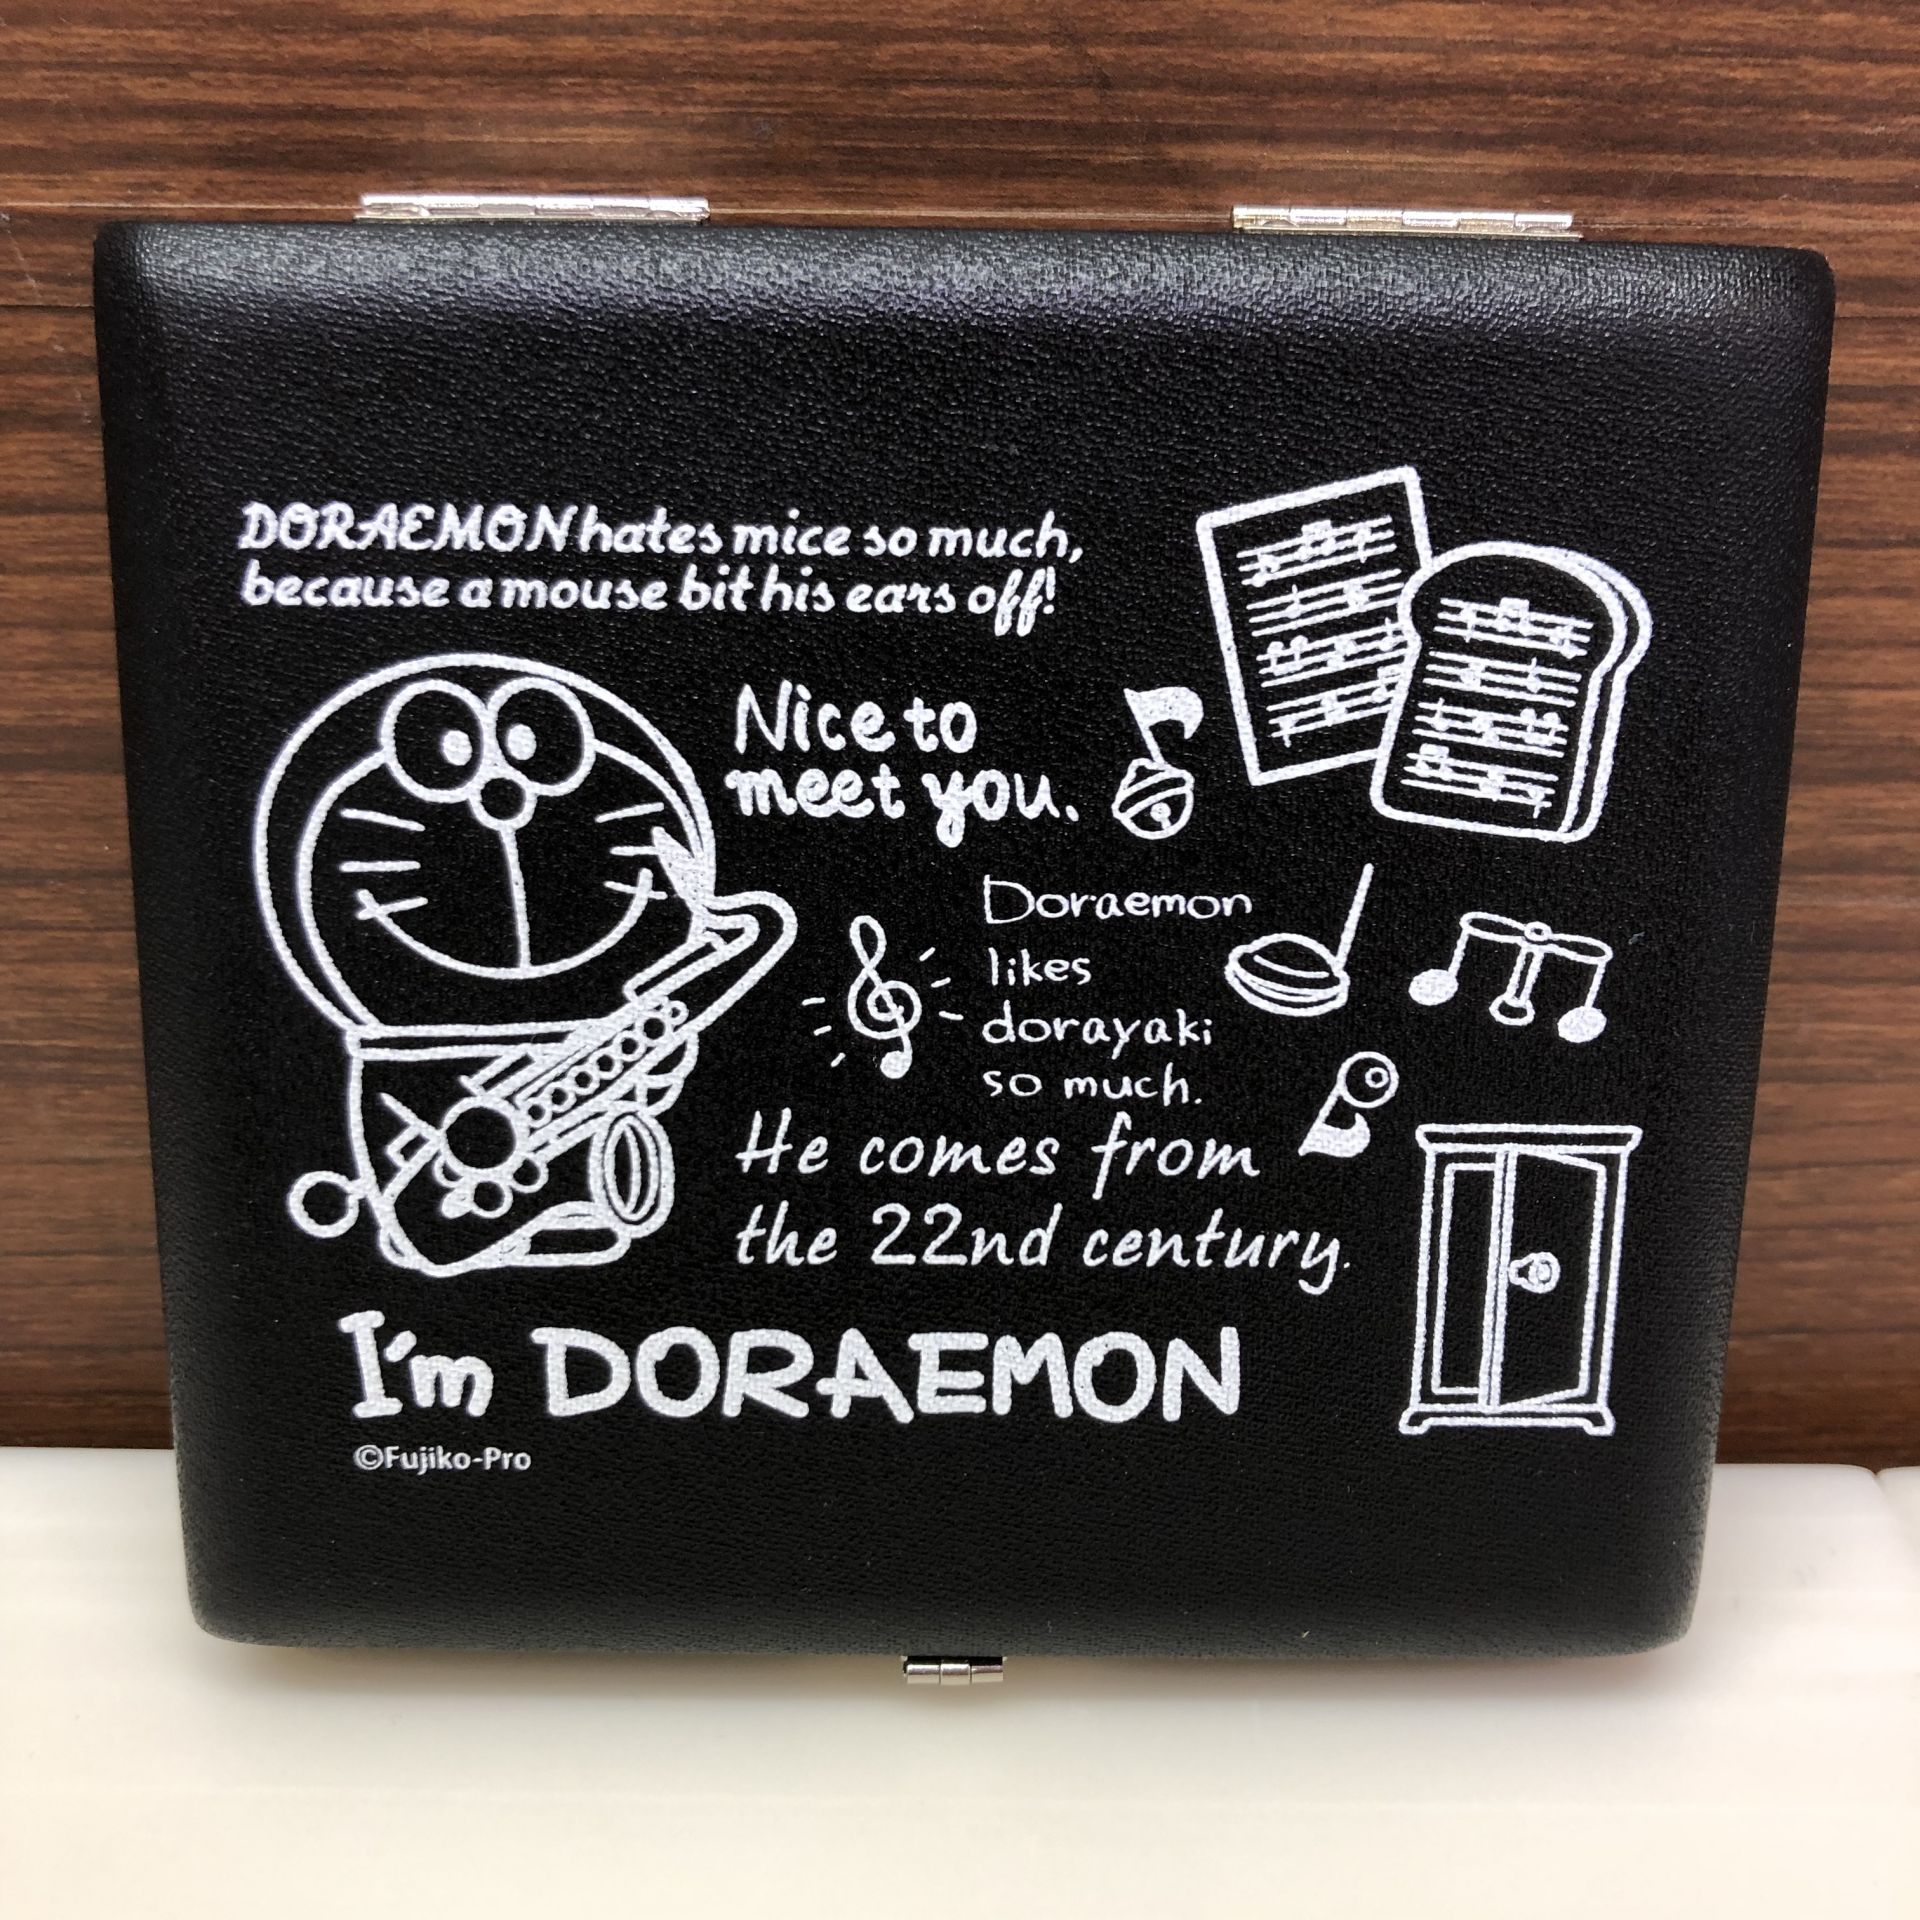 DORAEMON hates mice so much,
because a mouse bit his ears off!
Nice to
meet you.
Doraemon
likes
dorayaki
so much.
He comes from
the 22nd century.
I'm DORAEMON
©Fujiko-Pro